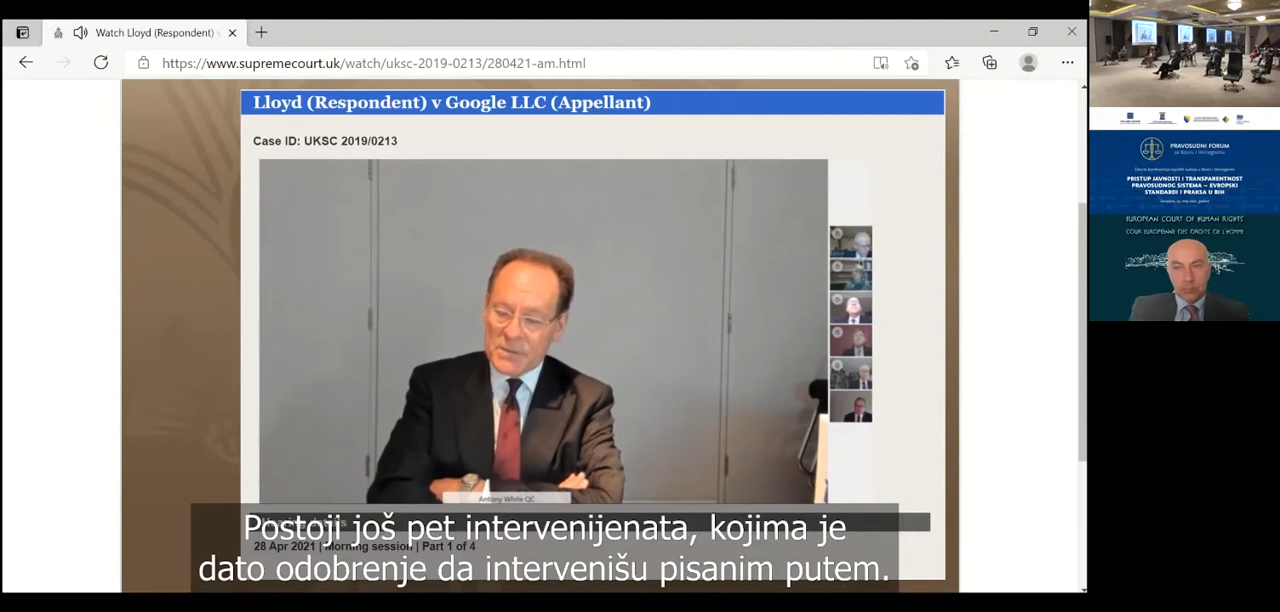 Watch Lloyd (Respondent) v
https://www.supremecourt.uk/watch/uksc-2019-0213/280421-am.html
Lloyd (Respondent) v Google LLC (Appellant)
Case ID: UKSC 2019/0213
Antony White QC
Postoji još pet intervenijenata, kojima je
28 Apr 2021 | Morning session | Part 1 of 4
dato odobrenje da intervenišu pisanim putem.
PRAVOSUDNI FORUM
za Bosnu i Hercegovinu
PRISTUP JAVNOSTI I TRANSPARENTNOST
PRAVOSUDNOG SISTEMA – EVROPSKI
STANDARDI I PRAKSA U BIH
EUROPEAN COURT OF HUMAN RIGHTS
COUR EUROPÉENNE DES DROITS DE L'HOMME